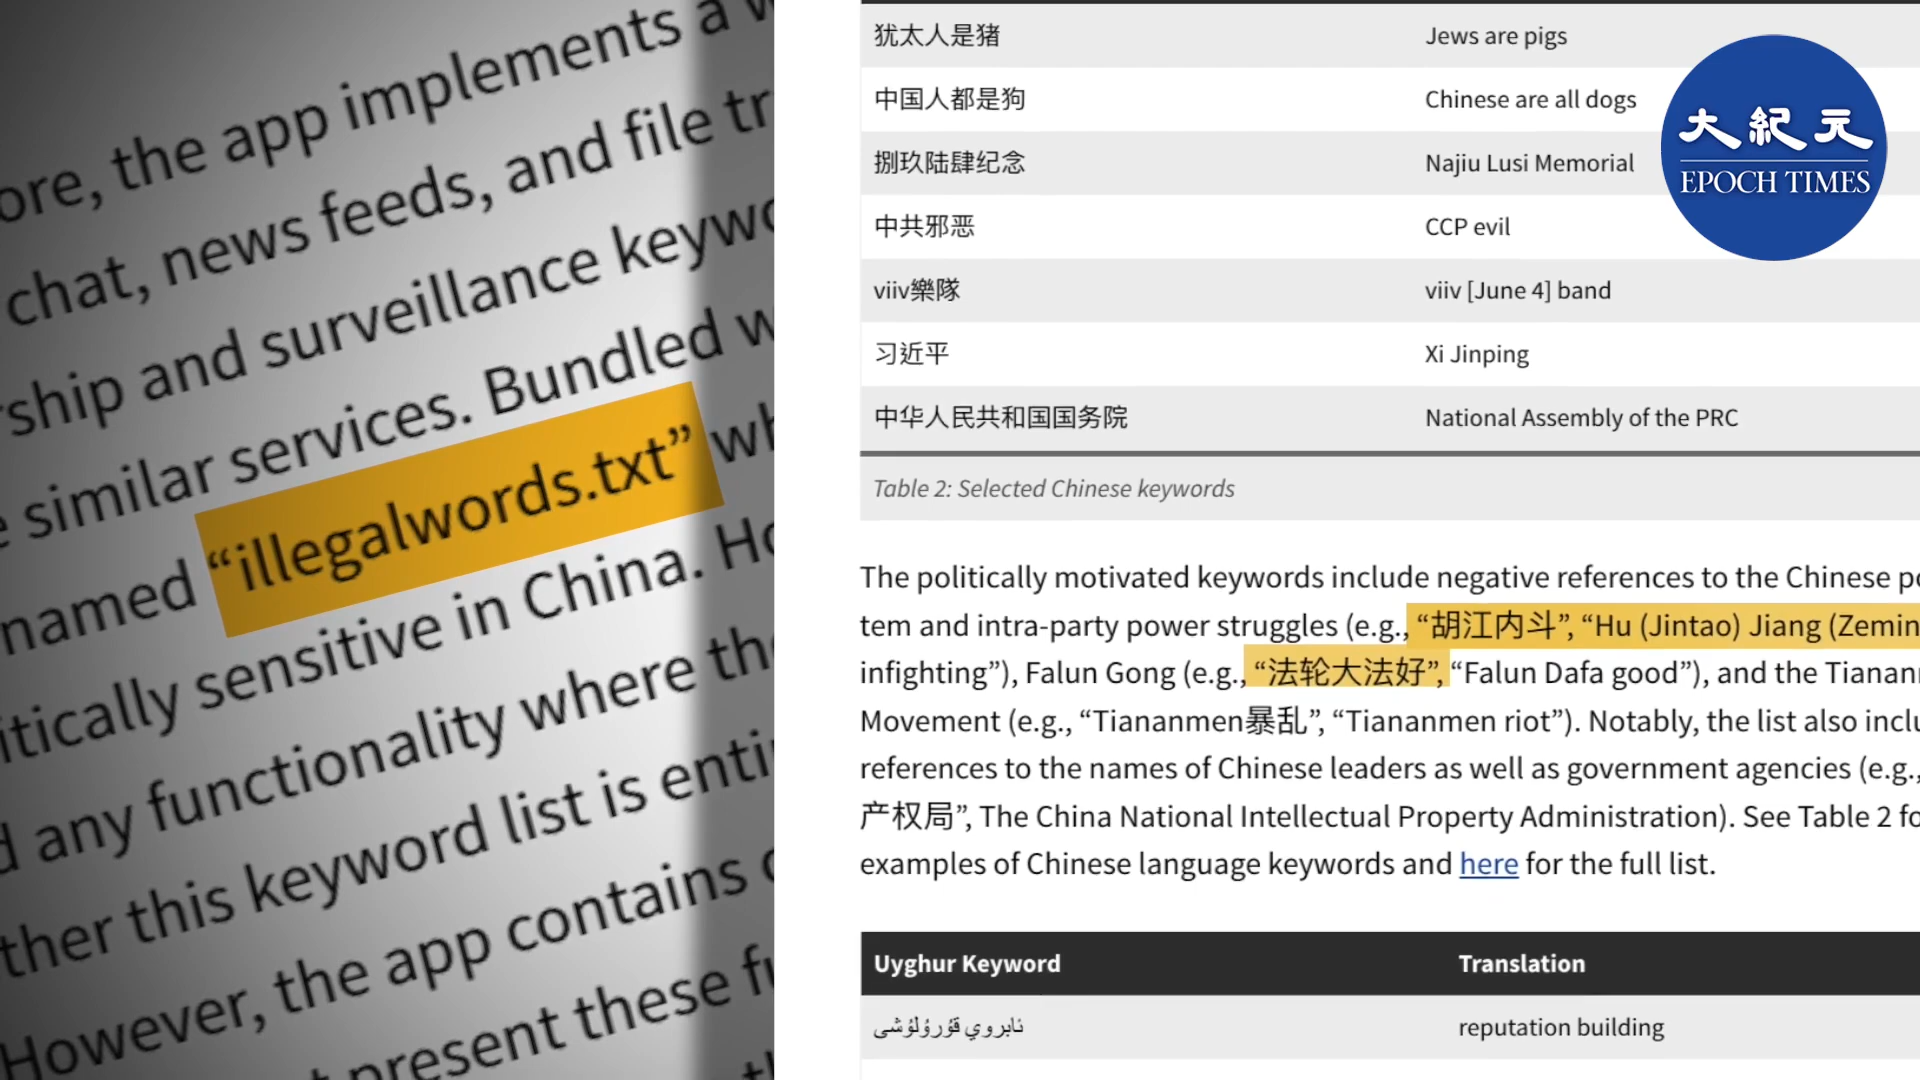 ore, the app implements a
chat, news feeds, and file
rship and surveillance
similar services. Bundled
named “illegalwords.txt”
itically sensitive in China.
any functionality where
ther this keyword list is
However, the app contains
present these
犹太人是猪 Jews are pigs
中国人都是狗 Chinese are all dogs
捌玖陆肆纪念 Najiu Lusi Memorial
中共邪恶 CCP evil
viiv樂隊 viiv [June 4] band
习近平 Xi Jinping
中华人民共和国国务院 National Assembly of the PRC
Table 2: Selected Chinese keywords
The politically motivated keywords include negative references to the Chinese
tem and intra-party power struggles (e.g., “胡江内斗”, “Hu (Jintao) Jiang (Zemin
infighting”), Falun Gong (e.g., “法轮大法好”, “Falun Dafa good”), and the
Movement (e.g., “Tiananmen暴乱”, “Tiananmen riot”). Notably, the list also
references to the names of Chinese leaders as well as government agencies (e.g.,
产权局”, The China National Intellectual Property Administration). See Table 2
examples of Chinese language keywords and here for the full list.
Uyghur Keyword Translation
ئابروي قۇرۇلۇشى reputation building
大紀元
EPOCH TIMES